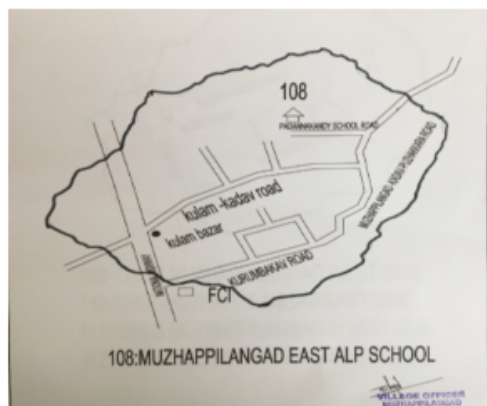 108
PADANNAKANDY SCHOOL ROAD
kulam -kadav road
kulam bazar
KURUMBAKAV ROAD
FCI
108:MUZHAPPILANGAD EAST ALP SCHOOL
VILLAGE OFFICER
MUZHAPPILANGAD